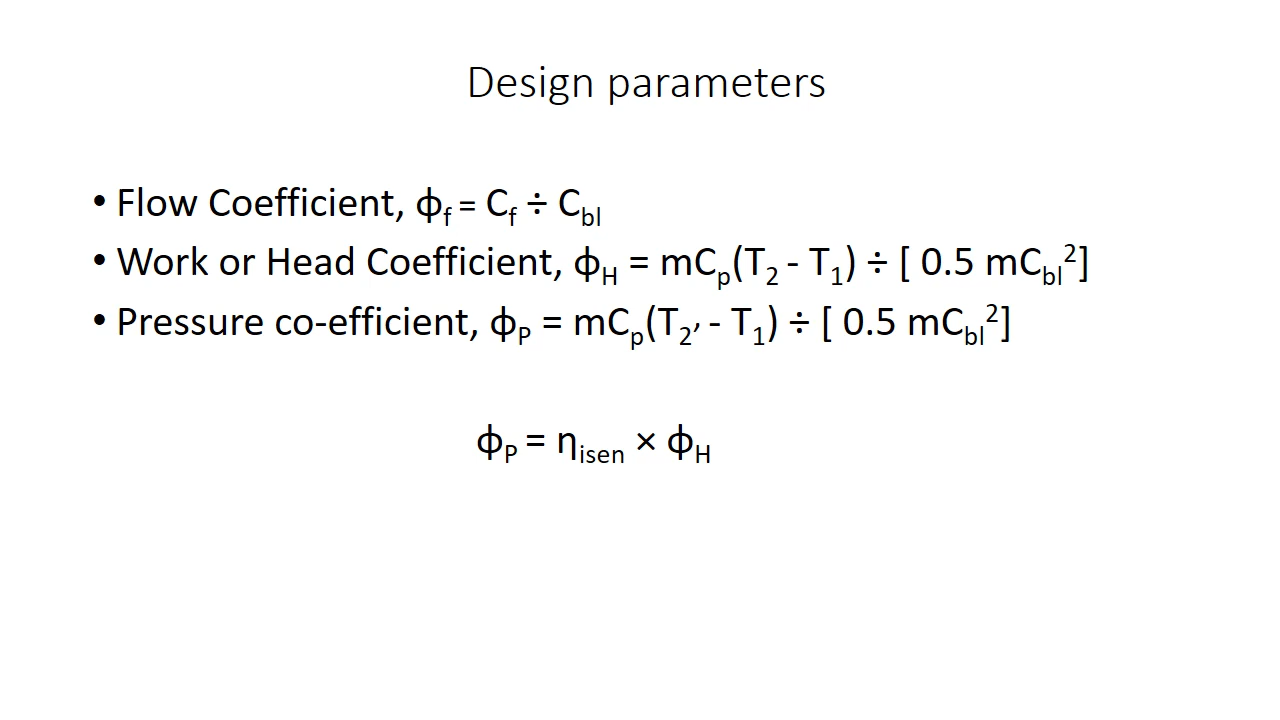 Design parameters
• Flow Coefficient, ϕf = Cf ÷ Cbl
• Work or Head Coefficient, ϕH = mCp(T2 - T1) ÷ [ 0.5 mCbl²]
• Pressure co-efficient, ϕP = mCp(T2′ - T1) ÷ [ 0.5 mCbl²]
ϕP = ηisen × ϕH